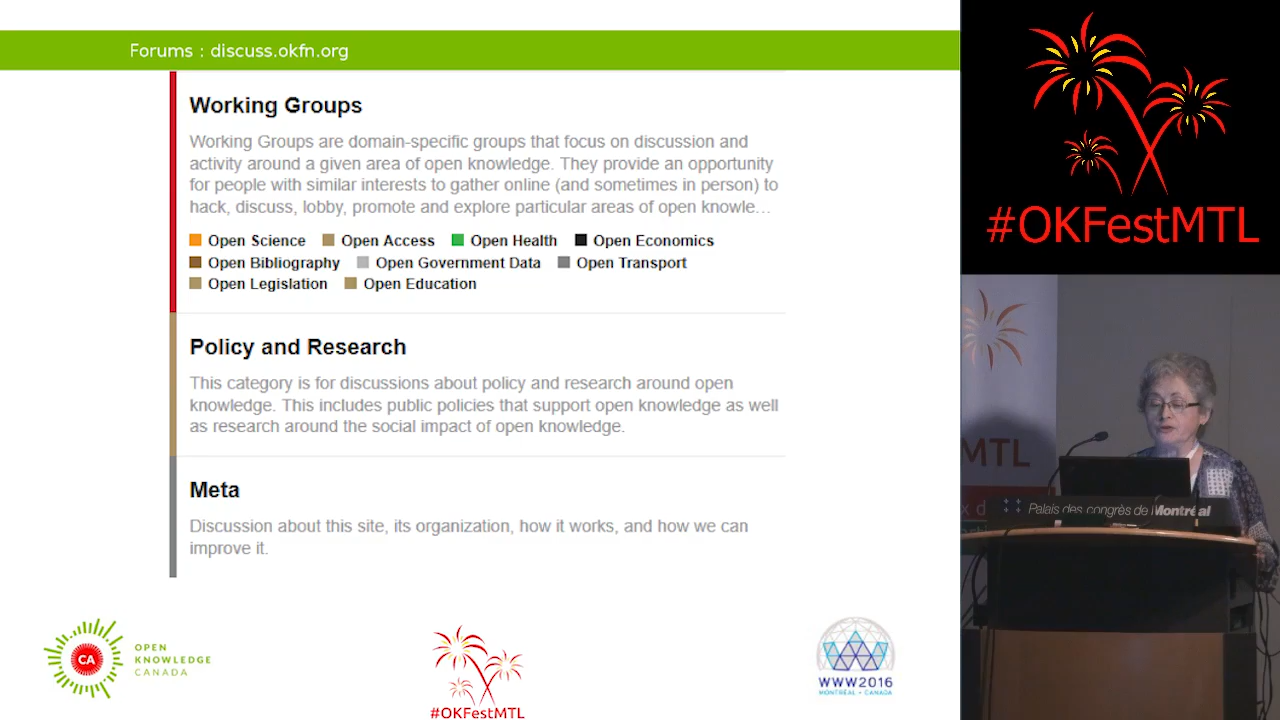 Forums : discuss.okfn.org
Working Groups
Working Groups are domain-specific groups that focus on discussion and
activity around a given area of open knowledge. They provide an opportunity
for people with similar interests to gather online (and sometimes in person) to
hack, discuss, lobby, promote and explore particular areas of open knowle…
Open Science Open Access Open Health Open Economics
Open Bibliography Open Government Data Open Transport
Open Legislation Open Education
Policy and Research
This category is for discussions about policy and research around open
knowledge. This includes public policies that support open knowledge as well
as research around the social impact of open knowledge.
Meta
Discussion about this site, its organization, how it works, and how we can
improve it.
CA
OPEN
KNOWLEDGE
CANADA
#OKFestMTL
WWW2016
MONTRÉAL • CANADA
#OKFestMTL
MTL
Palais des congrès de Montréal